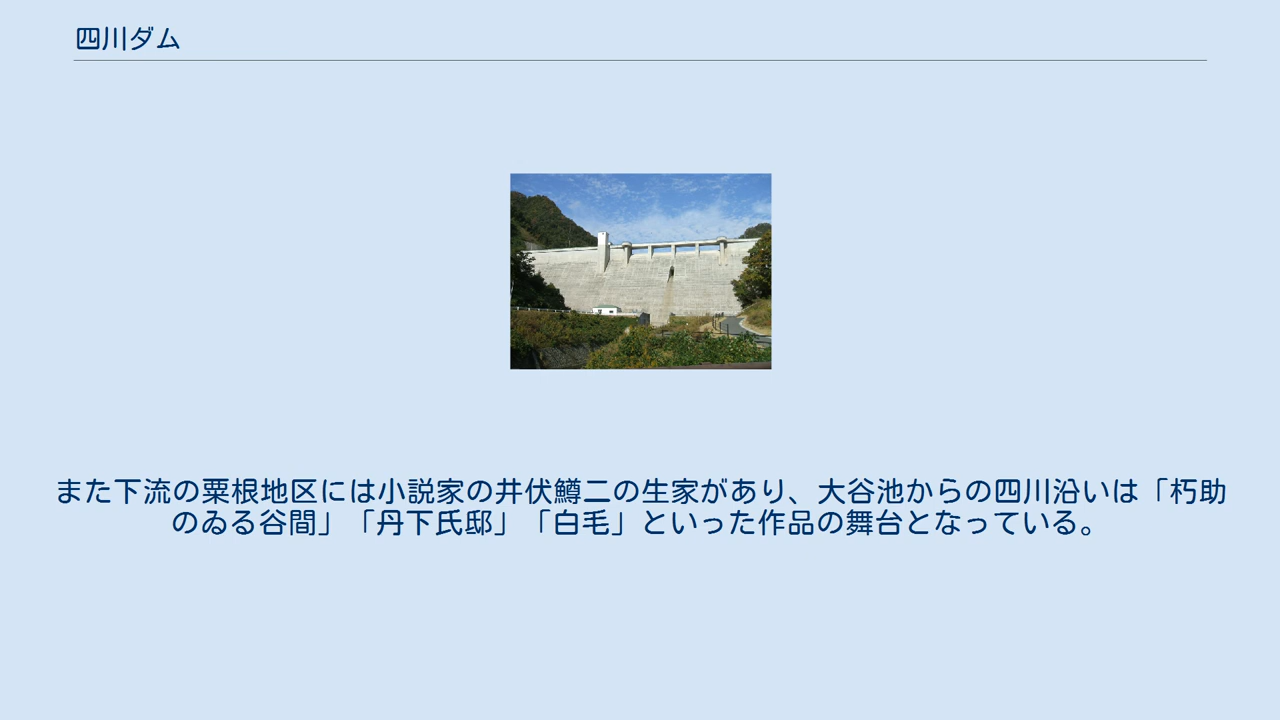 四川ダム
また下流の粟根地区には小説家の井伏鱒二の生家があり、大谷池からの四川沿いは「朽助
のゐる谷間」「丹下氏邸」「白毛」といった作品の舞台となっている。